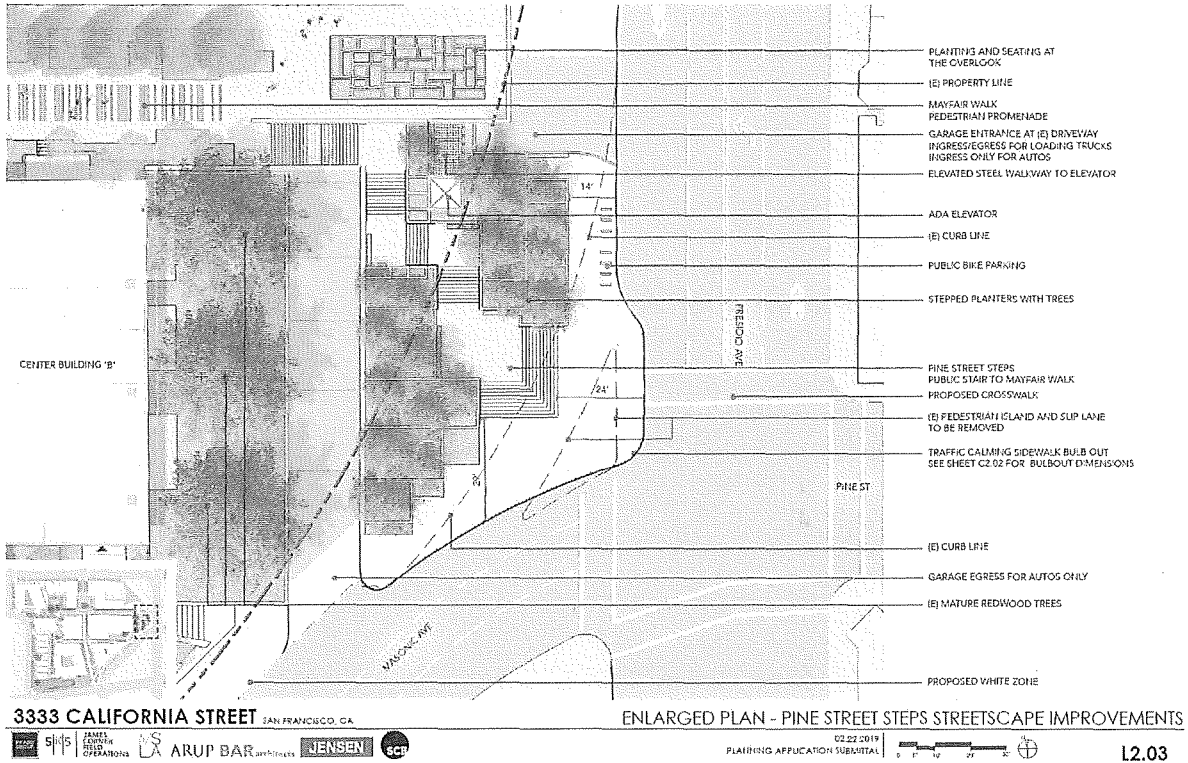 PLANTING AND SEATING AT
THE OVERLOOK
(E) PROPERTY LINE
MAYFAIR WALK
PEDESTRIAN PROMENADE
GARAGE ENTRANCE AT (E) DRIVEWAY
INGRESS/EGRESS FOR LOADING TRUCKS
INGRESS ONLY FOR AUTOS
ELEVATED STEEL WALKWAY TO ELEVATOR
14'
ADA ELEVATOR
(E) CURB LINE
PUBLIC BIKE PARKING
STEPPED PLANTERS WITH TREES
PRESIDIO AVE
CENTER BUILDING 'B'
PINE STREET STEPS
PUBLIC STAIR TO MAYFAIR WALK
24'
PROPOSED CROSSWALK
(E) PEDESTRIAN ISLAND AND SLIP LANE
TO BE REMOVED
TRAFFIC CALMING SIDEWALK BULB OUT
SEE SHEET C2.02 FOR BULBOUT DIMENSIONS
PINE ST
(E) CURB LINE
GARAGE EGRESS FOR AUTOS ONLY
(E) MATURE REDWOOD TREES
MASONIC AVE
PROPOSED WHITE ZONE
3333 CALIFORNIA STREET SAN FRANCISCO, CA
ENLARGED PLAN - PINE STREET STEPS STREETSCAPE IMPROVEMENTS
SKS
JAMES
CORNER
FIELD
OPERATIONS
ARUP BAR architects JENSEN SCB
02.22.2019
PLANNING APPLICATION SUBMITTAL
L2.03